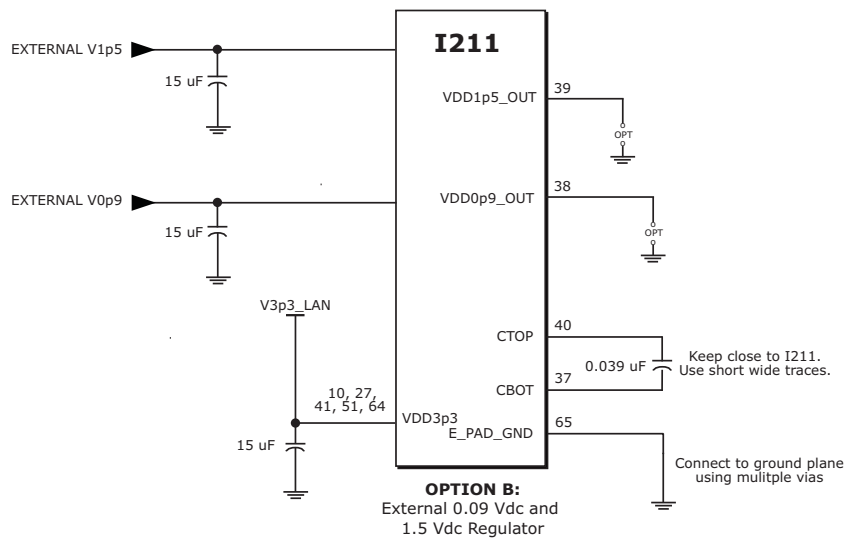 I211
EXTERNAL V1p5
15 uF
VDD1p5_OUT
39
OPT
EXTERNAL V0p9
15 uF
VDD0p9_OUT
38
OPT
V3p3_LAN
CTOP
40
0.039 uF
Keep close to I211.
Use short wide traces.
CBOT
37
10, 27,
41, 51, 64
VDD3p3
15 uF
E_PAD_GND
65
Connect to ground plane
using mulitple vias
OPTION B:
External 0.09 Vdc and
1.5 Vdc Regulator